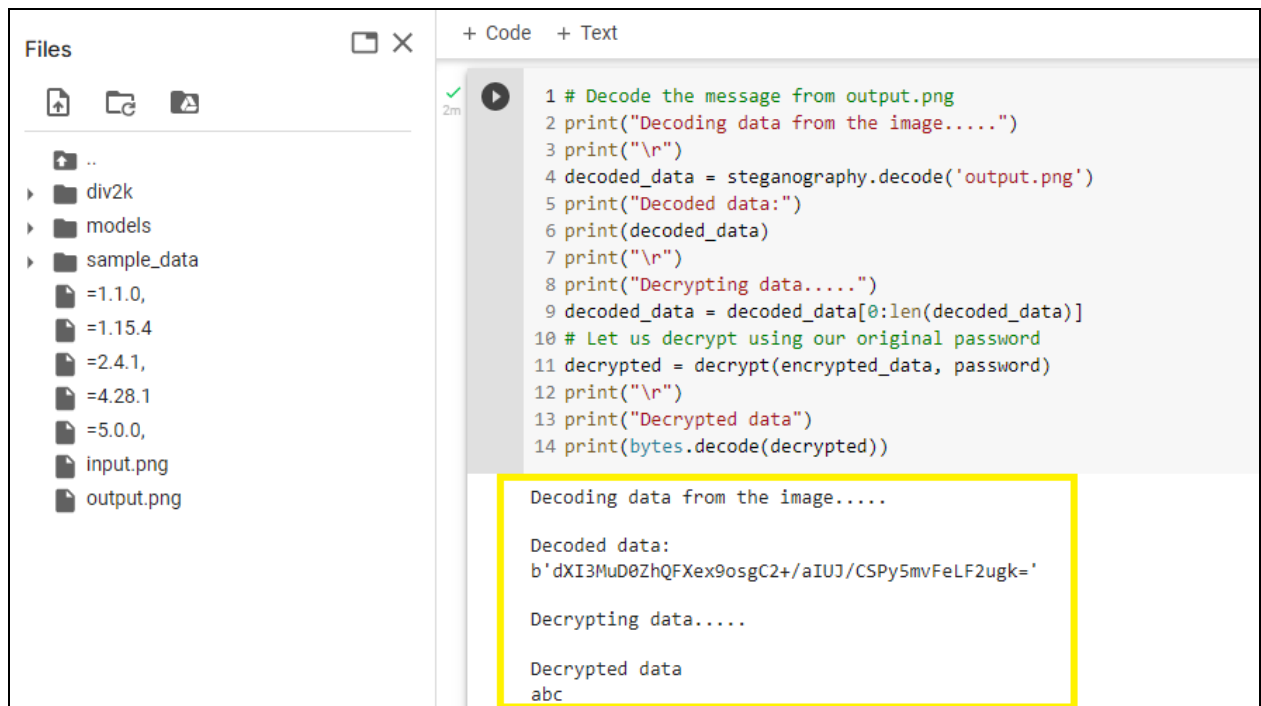 Files
..
div2k
models
sample_data
=1.1.0,
=1.15.4
=2.4.1,
=4.28.1
=5.0.0,
input.png
output.png
+ Code + Text
2m
1 # Decode the message from output.png
2 print("Decoding data from the image.....")
3 print("\r")
4 decoded_data = steganography.decode('output.png')
5 print("Decoded data:")
6 print(decoded_data)
7 print("\r")
8 print("Decrypting data.....")
9 decoded_data = decoded_data[0:len(decoded_data)]
10 # Let us decrypt using our original password
11 decrypted = decrypt(encrypted_data, password)
12 print("\r")
13 print("Decrypted data")
14 print(bytes.decode(decrypted))
Decoding data from the image.....
Decoded data:
b'dXI3MuD0ZhQFXex9osgC2+/aIUJ/CSPy5mvFeLF2ugk='
Decrypting data.....
Decrypted data
abc